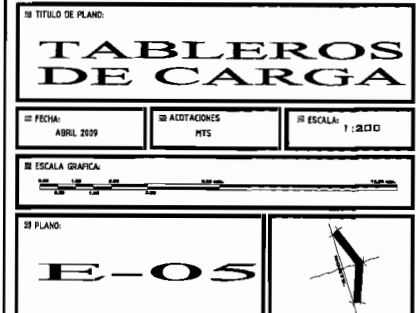 TITULO DE PLANO:
TABLEROS
DE CARGA
FECHA:
ABRIL 2009
ACOTACIONES
MTS
ESCALA:
1:200
ESCALA GRAFICA:
PLANO:
E-05